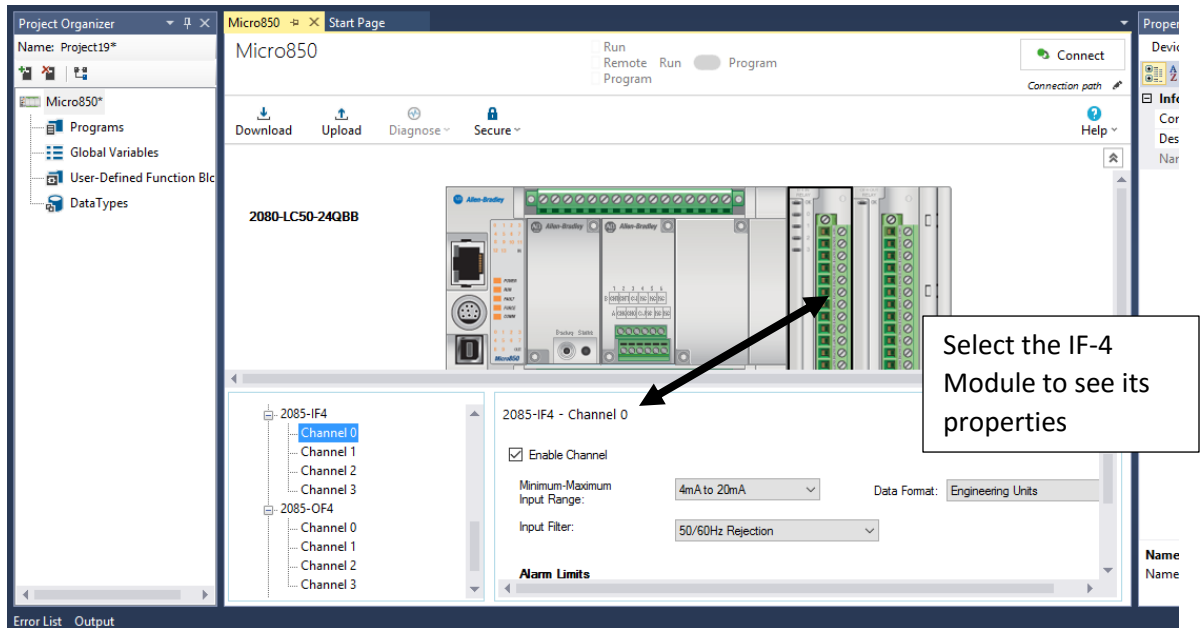 Project Organizer
Name: Project19*
Micro850*
Programs
Global Variables
User-Defined Function Blc
DataTypes
Micro850
Start Page
Micro850
Run
Remote Run Program
Program
Connect
Connection path
Download Upload Diagnose Secure
Help
2080-LC50-24QBB
Allen-Bradley
Allen-Bradley
Allen-Bradley
Micro850
Select the IF-4
Module to see its
properties
2085-IF4
Channel 0
Channel 1
Channel 2
Channel 3
2085-OF4
Channel 0
Channel 1
Channel 2
Channel 3
2085-IF4 - Channel 0
Enable Channel
Minimum-Maximum
Input Range:
4mA to 20mA
Data Format: Engineering Units
Input Filter:
50/60Hz Rejection
Alarm Limits
Proper
Devic
Info
Cor
Des
Nar
Name
Name
Error List Output